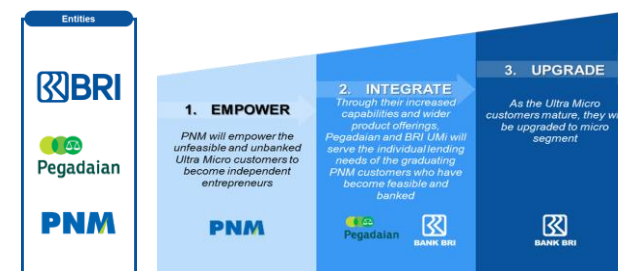 Entities
BRI
Pegadaian
PNM
1. EMPOWER
PNM will empower the
unfeasible and unbanked
Ultra Micro customers to
become independent
entrepreneurs
PNM
2. INTEGRATE
Through their increased
capabilities and wider
product offerings,
Pegadaian and BRI UMi will
serve the individual lending
needs of the graduating
PNM customers who have
become feasible and
banked
Pegadaian
BANK BRI
3. UPGRADE
As the Ultra Micro
customers mature, they wi
be upgraded to micro
segment
BANK BRI